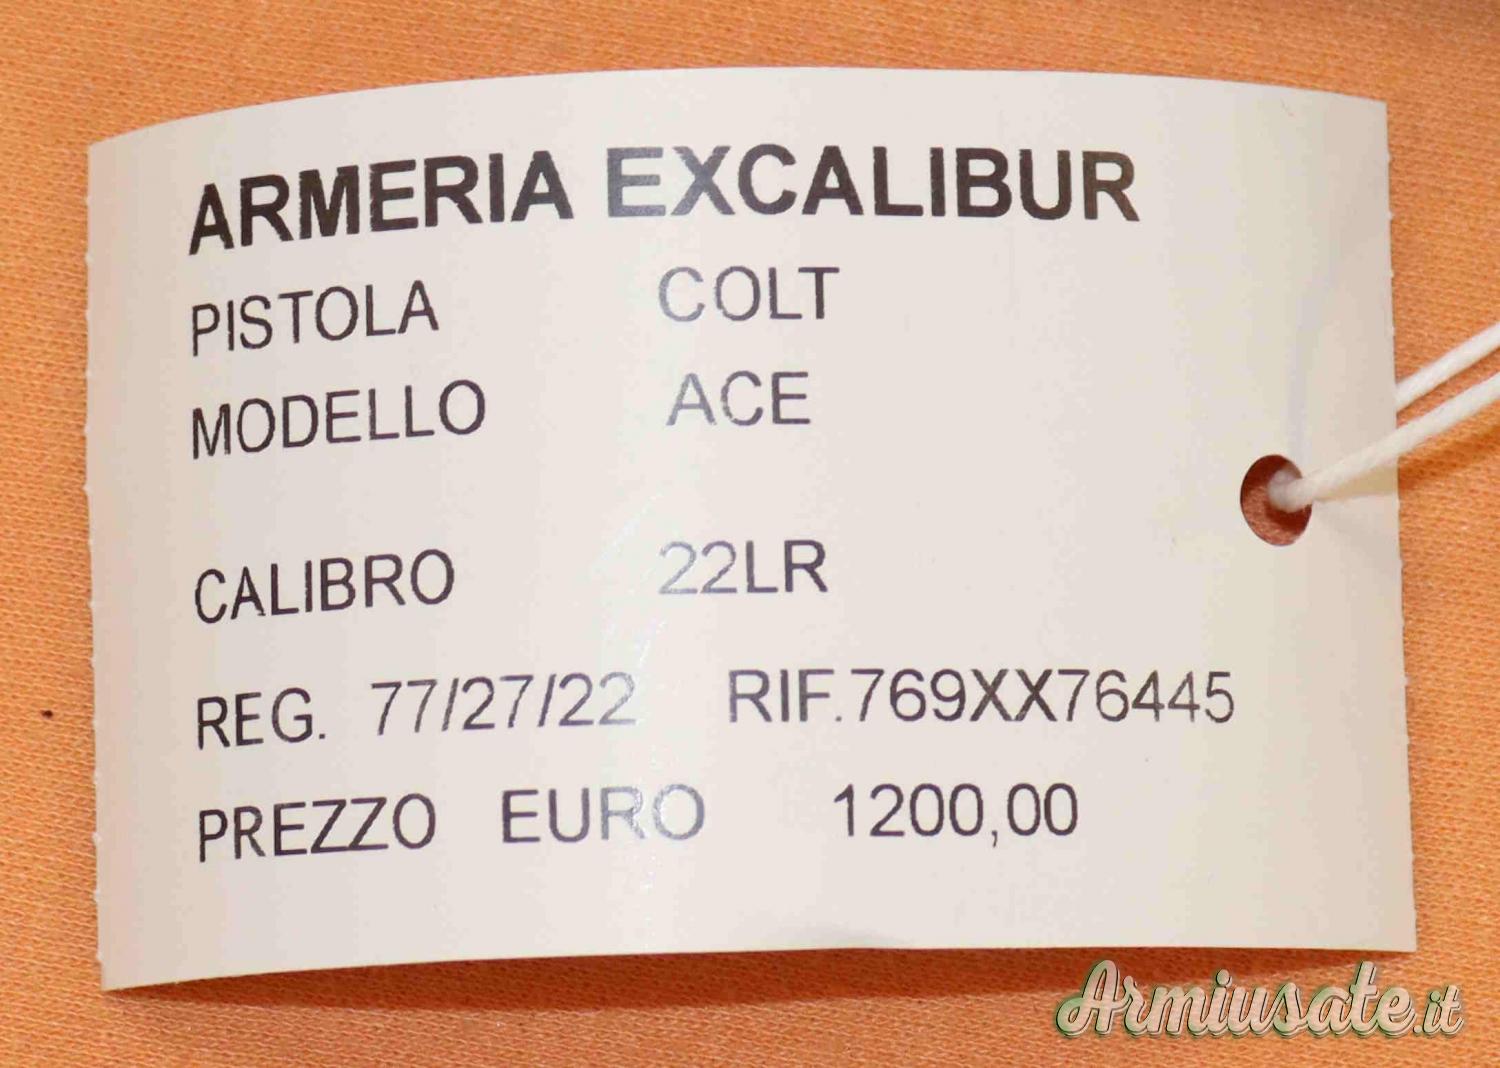 ARMERIA EXCALIBUR
PISTOLA COLT
MODELLO ACE
CALIBRO 22LR
REG. 77/27/22 RIF.769XX76445
PREZZO EURO 1200,00
Armiusate.it